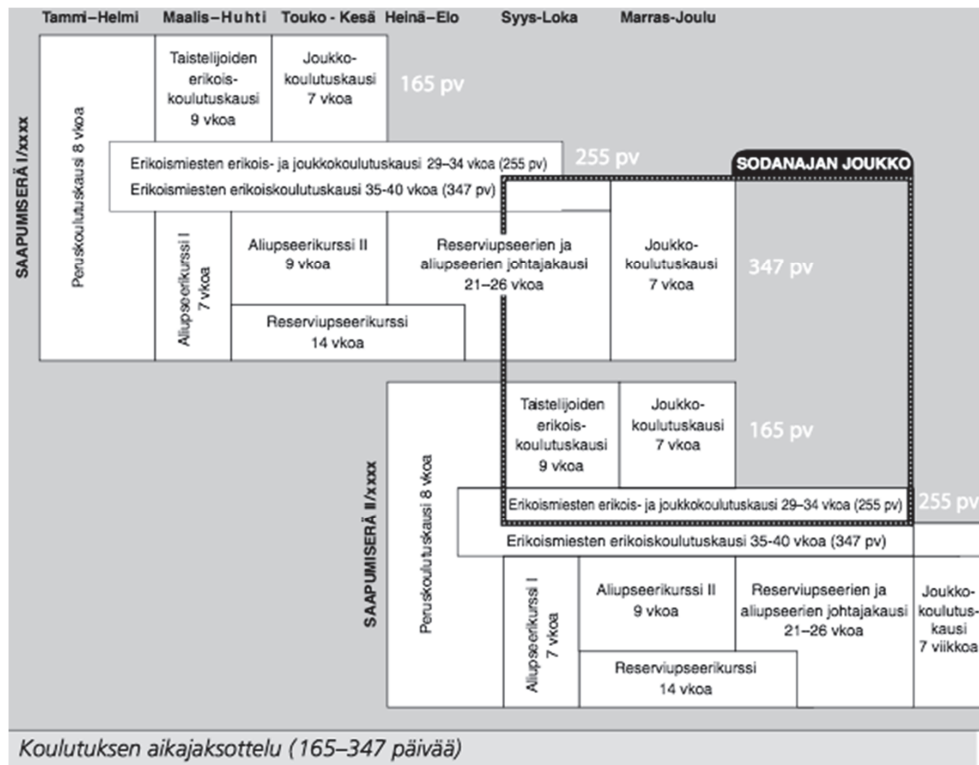 Tammi-Helmi Maalis–Huhti Touko - Kesä Heinä–Elo Syys-Loka Marras-Joulu
SAAPUMISERÄ I/xxxx
Peruskoulutuskausi 8 vkoa
Taistelijoiden
erikois-
koulutuskausi
9 vkoa
Joukko-
koulutuskausi
7 vkoa
165 pv
Erikoismiesten erikois- ja joukkokoulutuskausi 29–34 vkoa (255 pv)
255 pv
Erikoismiesten erikoiskoulutuskausi 35-40 vkoa (347 pv)
SODANAJAN JOUKKO
Aliupseerikurssi I
7 vkoa
Aliupseerikurssi II
9 vkoa
Reserviupseerikurssi
14 vkoa
Reserviupseerien ja
aliupseerien johtajakausi
21–26 vkoa
Joukko-
koulutuskausi
7 vkoa
347 pv
SAAPUMISERÄ II/xxxx
Peruskoulutuskausi 8 vkoa
Taistelijoiden
erikois-
koulutuskausi
9 vkoa
Joukko-
koulutuskausi
7 vkoa
165 pv
Erikoismiesten erikois- ja joukkokoulutuskausi 29–34 vkoa (255 pv)
255 pv
Erikoismiesten erikoiskoulutuskausi 35-40 vkoa (347 pv)
Aliupseerikurssi I
7 vkoa
Aliupseerikurssi II
9 vkoa
Reserviupseerikurssi
14 vkoa
Reserviupseerien ja
aliupseerien johtajakausi
21–26 vkoa
Joukko-
koulutus-
kausi
7 viikkoa
Koulutuksen aikajaksottelu (165–347 päivää)